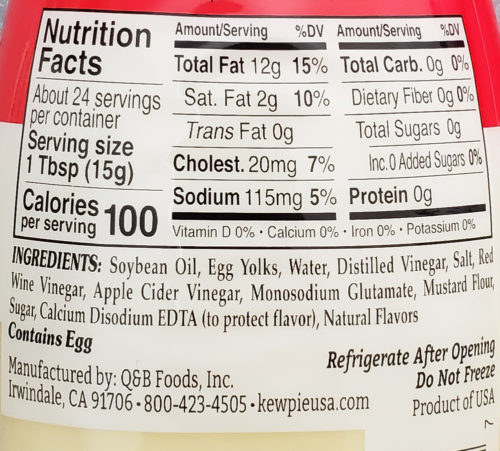 Nutrition
Facts
About 24 servings
per container
Serving size
1 Tbsp (15g)
Calories
per serving 100
Amount/Serving %DV
Total Fat 12g 15%
Sat. Fat 2g 10%
Trans Fat 0g
Cholest. 20mg 7%
Sodium 115mg 5%
Amount/Serving %DV
Total Carb. 0g 0%
Dietary Fiber 0g 0%
Total Sugars 0g
Inc. 0 Added Sugars 0%
Protein 0g
Vitamin D 0% • Calcium 0% • Iron 0% • Potassium 0%
INGREDIENTS: Soybean Oil, Egg Yolks, Water, Distilled Vinegar, Salt, Red
Wine Vinegar, Apple Cider Vinegar, Monosodium Glutamate, Mustard Flour,
Sugar, Calcium Disodium EDTA (to protect flavor), Natural Flavors
Contains Egg
Manufactured by: Q&B Foods, Inc.
Irwindale, CA 91706 • 800-423-4505 • kewpieusa.com
Refrigerate After Opening
Do Not Freeze
Product of USA